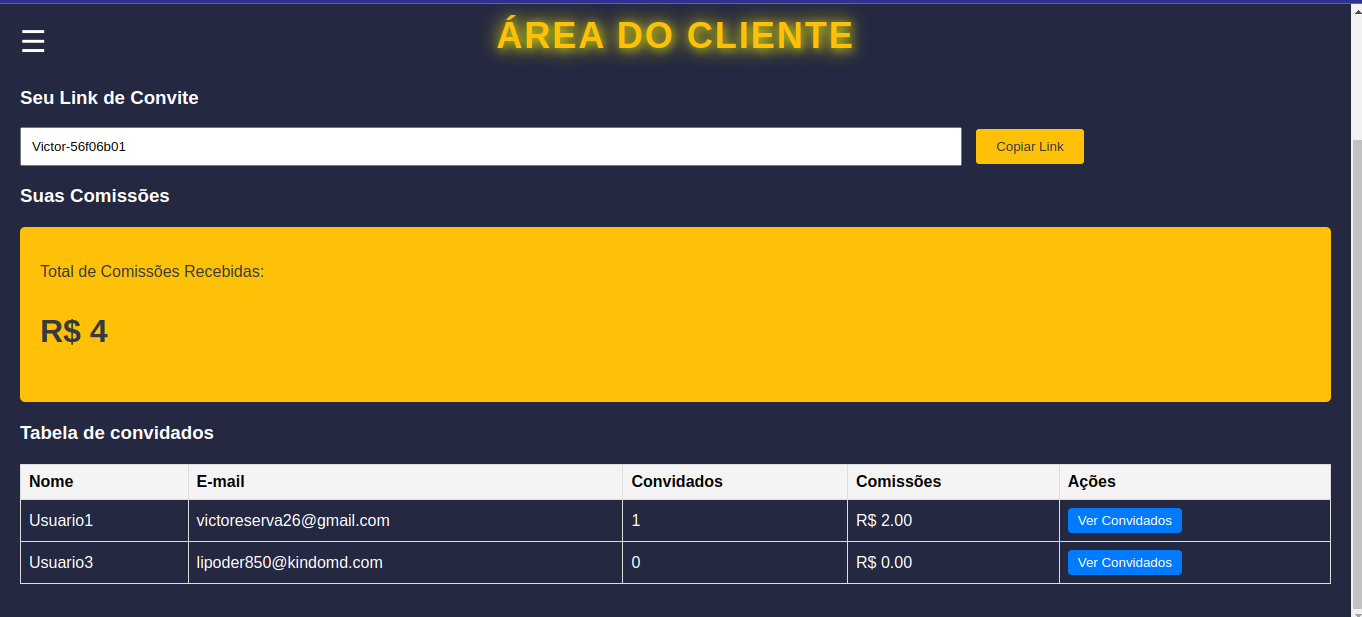 ÁREA DO CLIENTE
Seu Link de Convite
Victor-56f06b01 Copiar Link
Suas Comissões
Total de Comissões Recebidas:
R$ 4
Tabela de convidados
Nome E-mail Convidados Comissões Ações
Usuario1 victoreserva26@gmail.com 1 R$ 2.00 Ver Convidados
Usuario3 lipoder850@kindomd.com 0 R$ 0.00 Ver Convidados